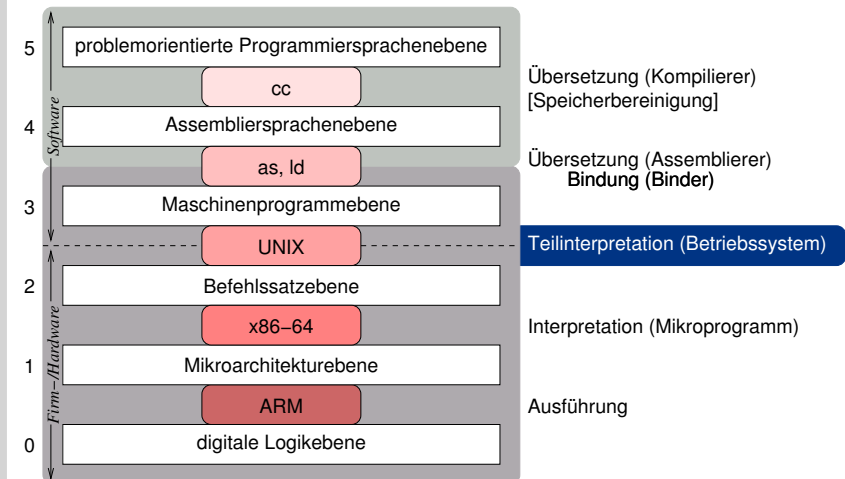 5
problemorientierte Programmiersprachenebene
cc
Übersetzung (Kompilierer)
[Speicherbereinigung]
4
Assembliersprachenebene
Software
as, ld
Übersetzung (Assemblierer)
Bindung (Binder)
3
Maschinenprogrammebene
UNIX
Teilinterpretation (Betriebssystem)
2
Befehlssatzebene
x86−64
Interpretation (Mikroprogramm)
1
Mikroarchitekturebene
Firm−/Hardware
ARM
Ausführung
0
digitale Logikebene